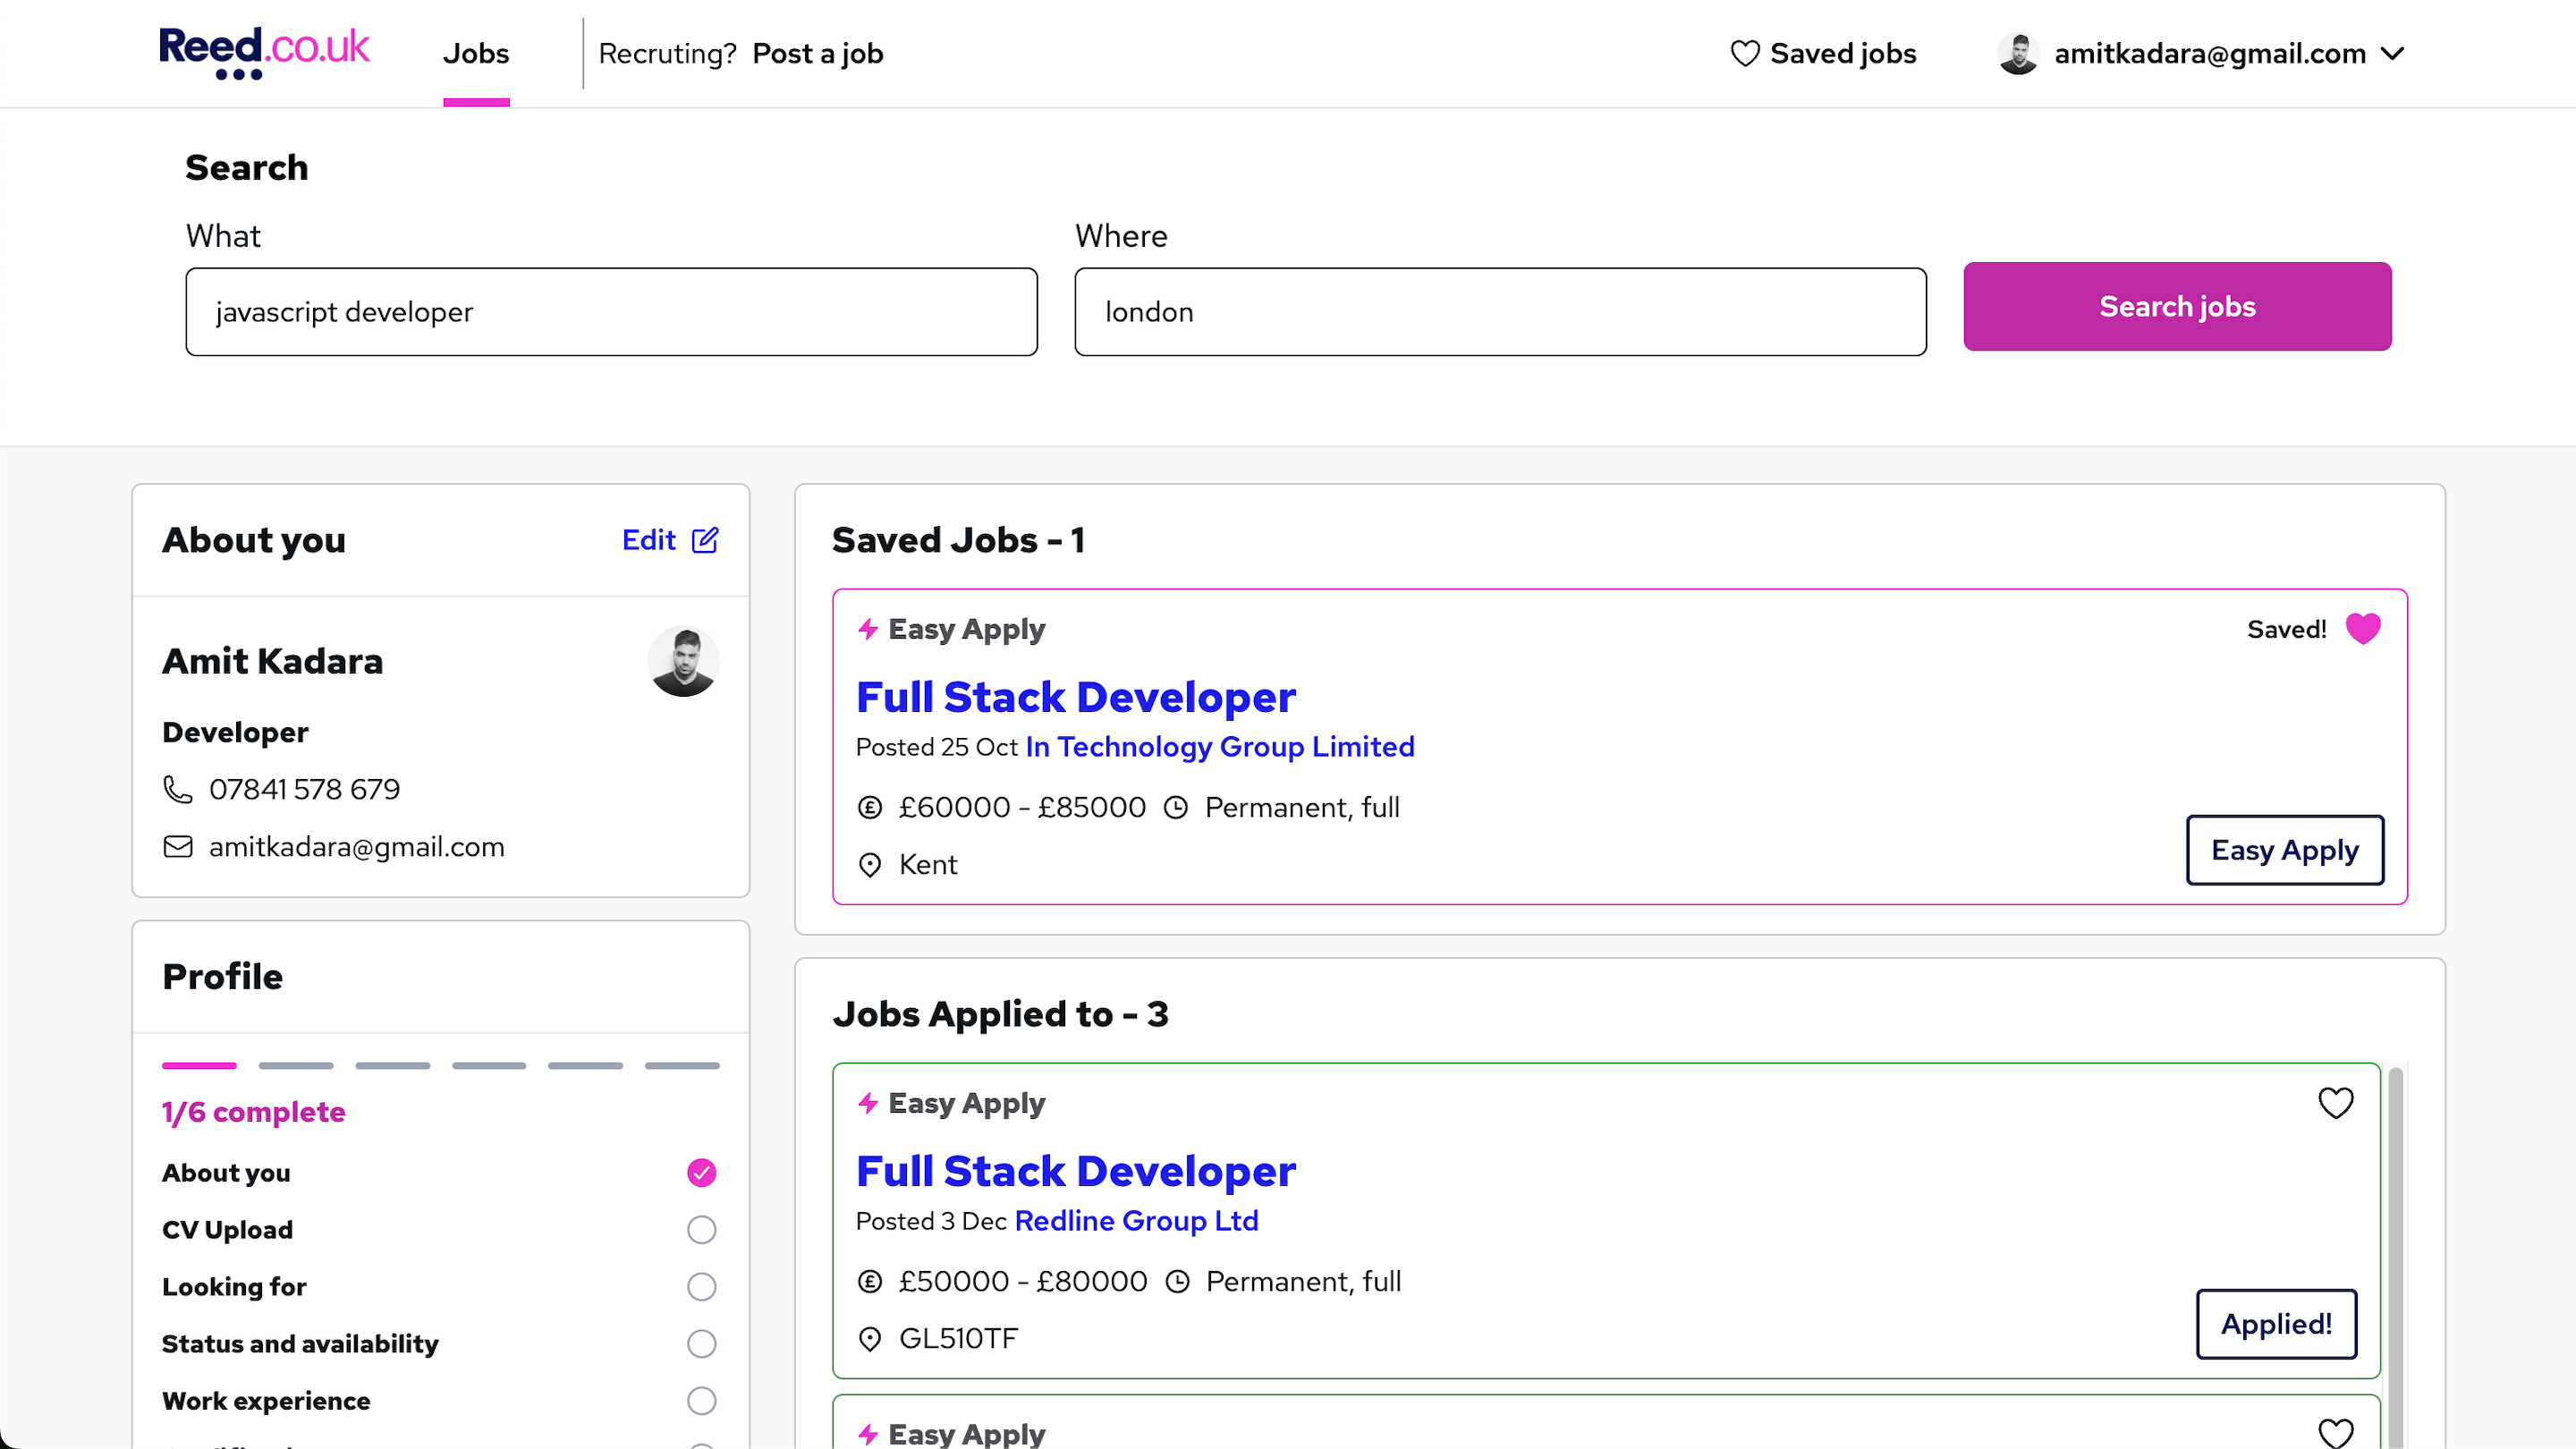 Reed.co.uk
Jobs
Recruting? Post a job
Saved jobs
amitkadara@gmail.com
Search
What
Where
javascript developer
london
Search jobs
About you
Edit
Amit Kadara
Developer
07841 578 679
amitkadara@gmail.com
Profile
1/6 complete
About you
CV Upload
Looking for
Status and availability
Work experience
Saved Jobs - 1
Easy Apply
Saved!
Full Stack Developer
Posted 25 Oct In Technology Group Limited
£60000 - £85000 Permanent, full
Kent
Easy Apply
Jobs Applied to - 3
Easy Apply
Full Stack Developer
Posted 3 Dec Redline Group Ltd
£50000 - £80000 Permanent, full
GL510TF
Applied!
Easy Apply